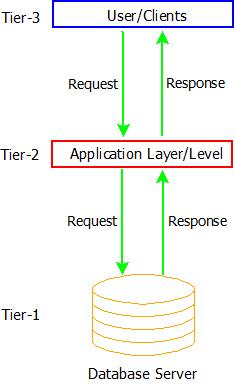 Tier-3
User/Clients
Request
Response
Tier-2
Application Layer/Level
Request
Response
Tier-1
Database Server